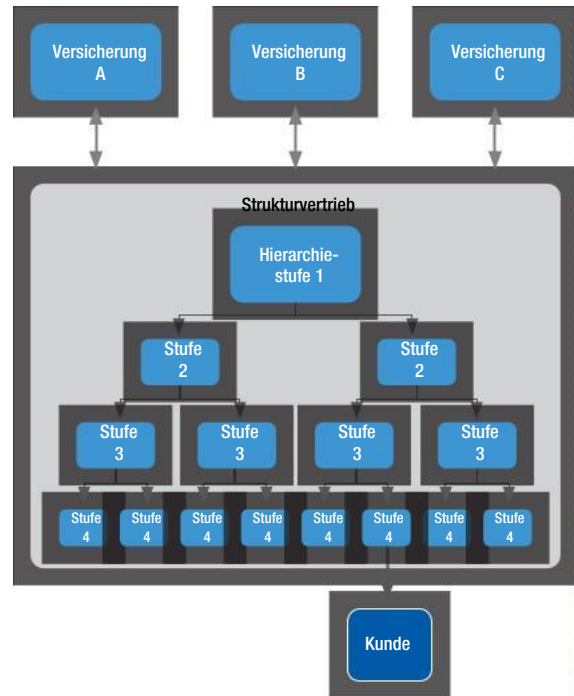 Versicherung
A
Versicherung
B
Versicherung
C
Strukturvertrieb
Hierarchie-
stufe 1
Stufe
2
Stufe
2
Stufe
3
Stufe
3
Stufe
3
Stufe
3
Stufe
4
Stufe
4
Stufe
4
Stufe
4
Stufe
4
Stufe
4
Stufe
4
Stufe
4
Kunde